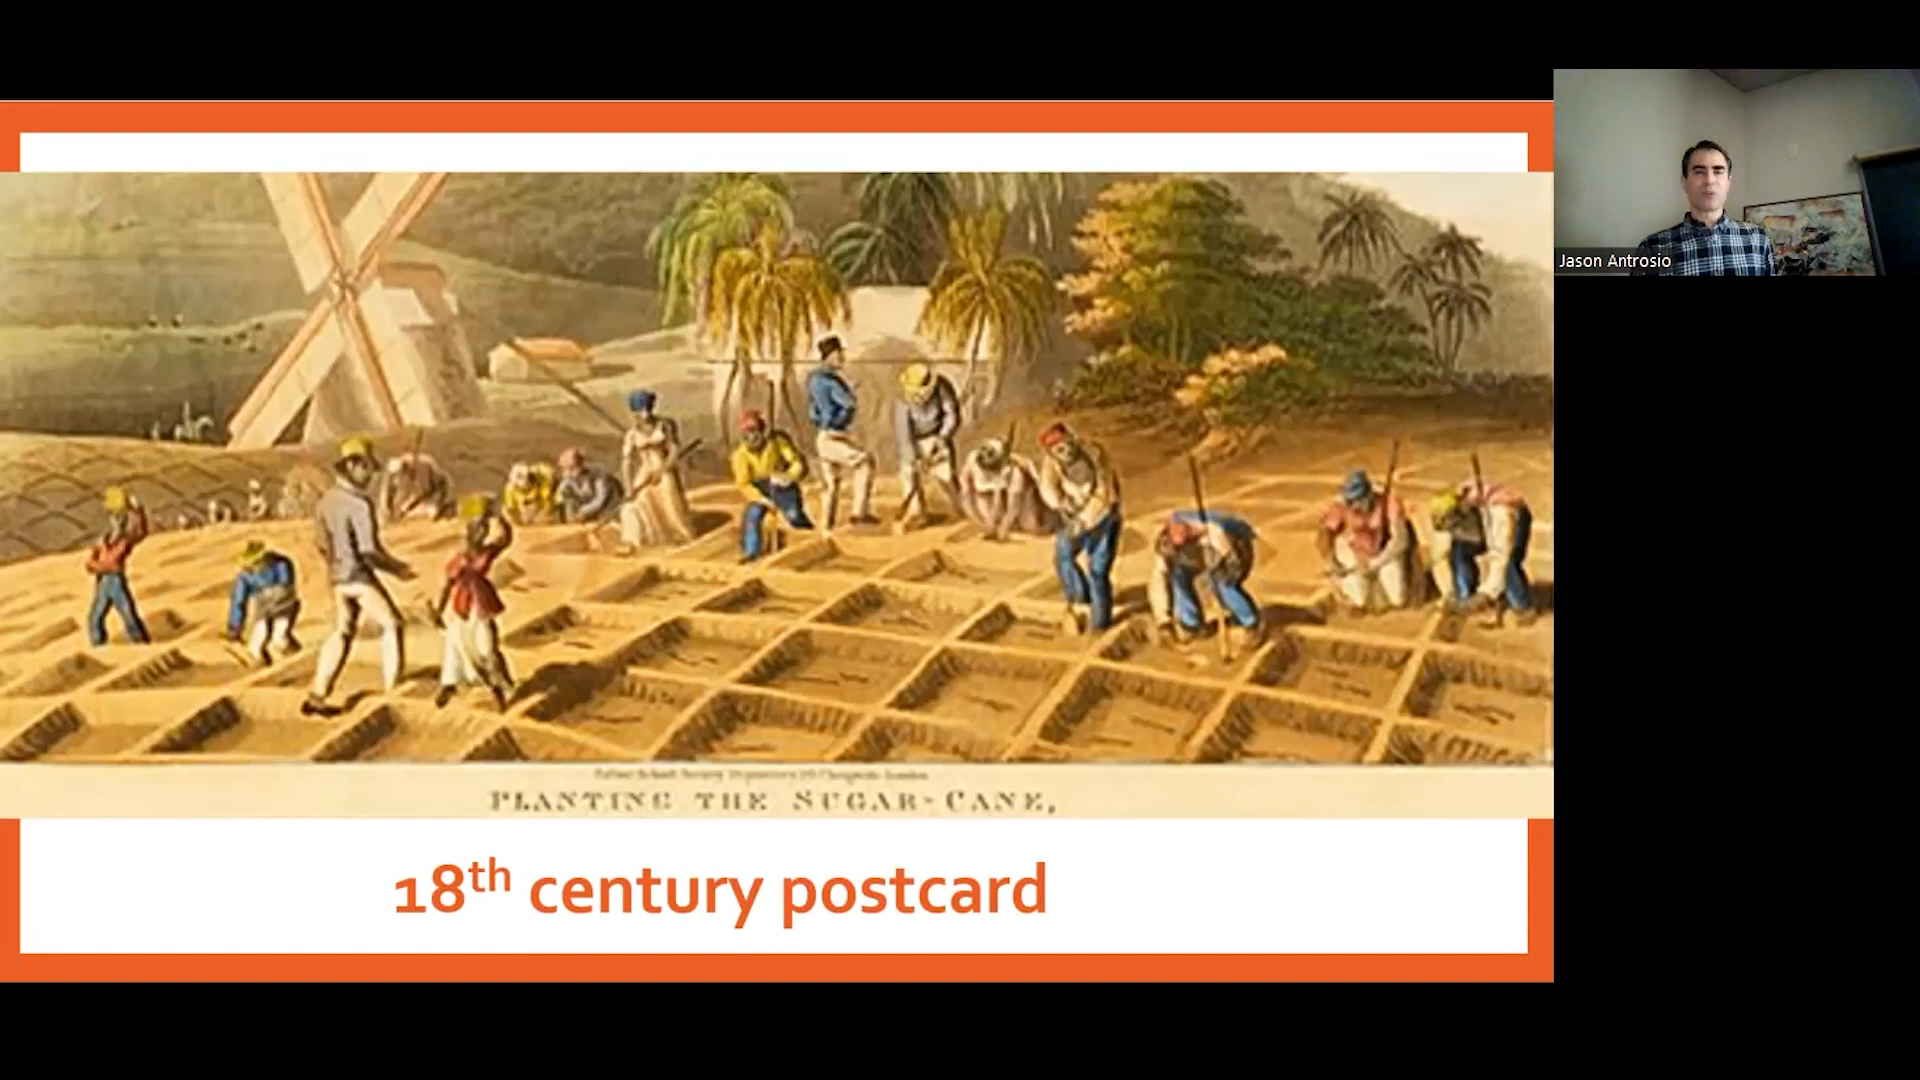 Jason Antrosio
PLANTING THE SUGAR-CANE,
18th century postcard